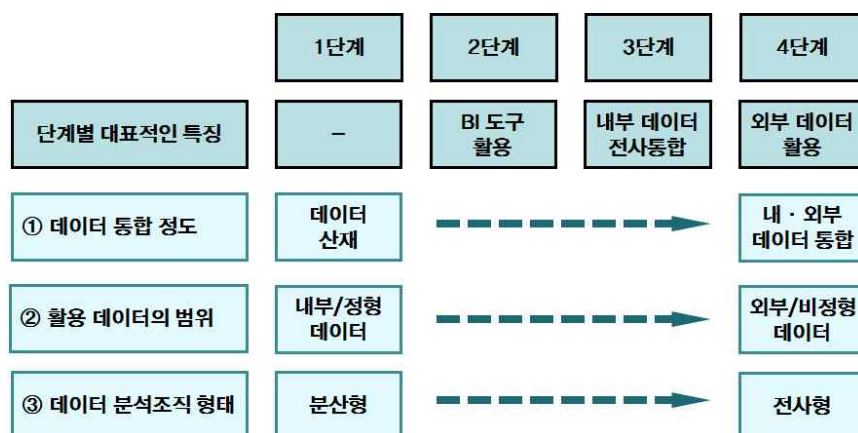 1단계 2단계 3단계 4단계
단계별 대표적인 특징
–
BI 도구
활용
내부 데이터
전사통합
외부 데이터
활용
① 데이터 통합 정도
데이터
산재
내 · 외부
데이터 통합
② 활용 데이터의 범위
내부/정형
데이터
외부/비정형
데이터
③ 데이터 분석조직 형태
분산형
전사형